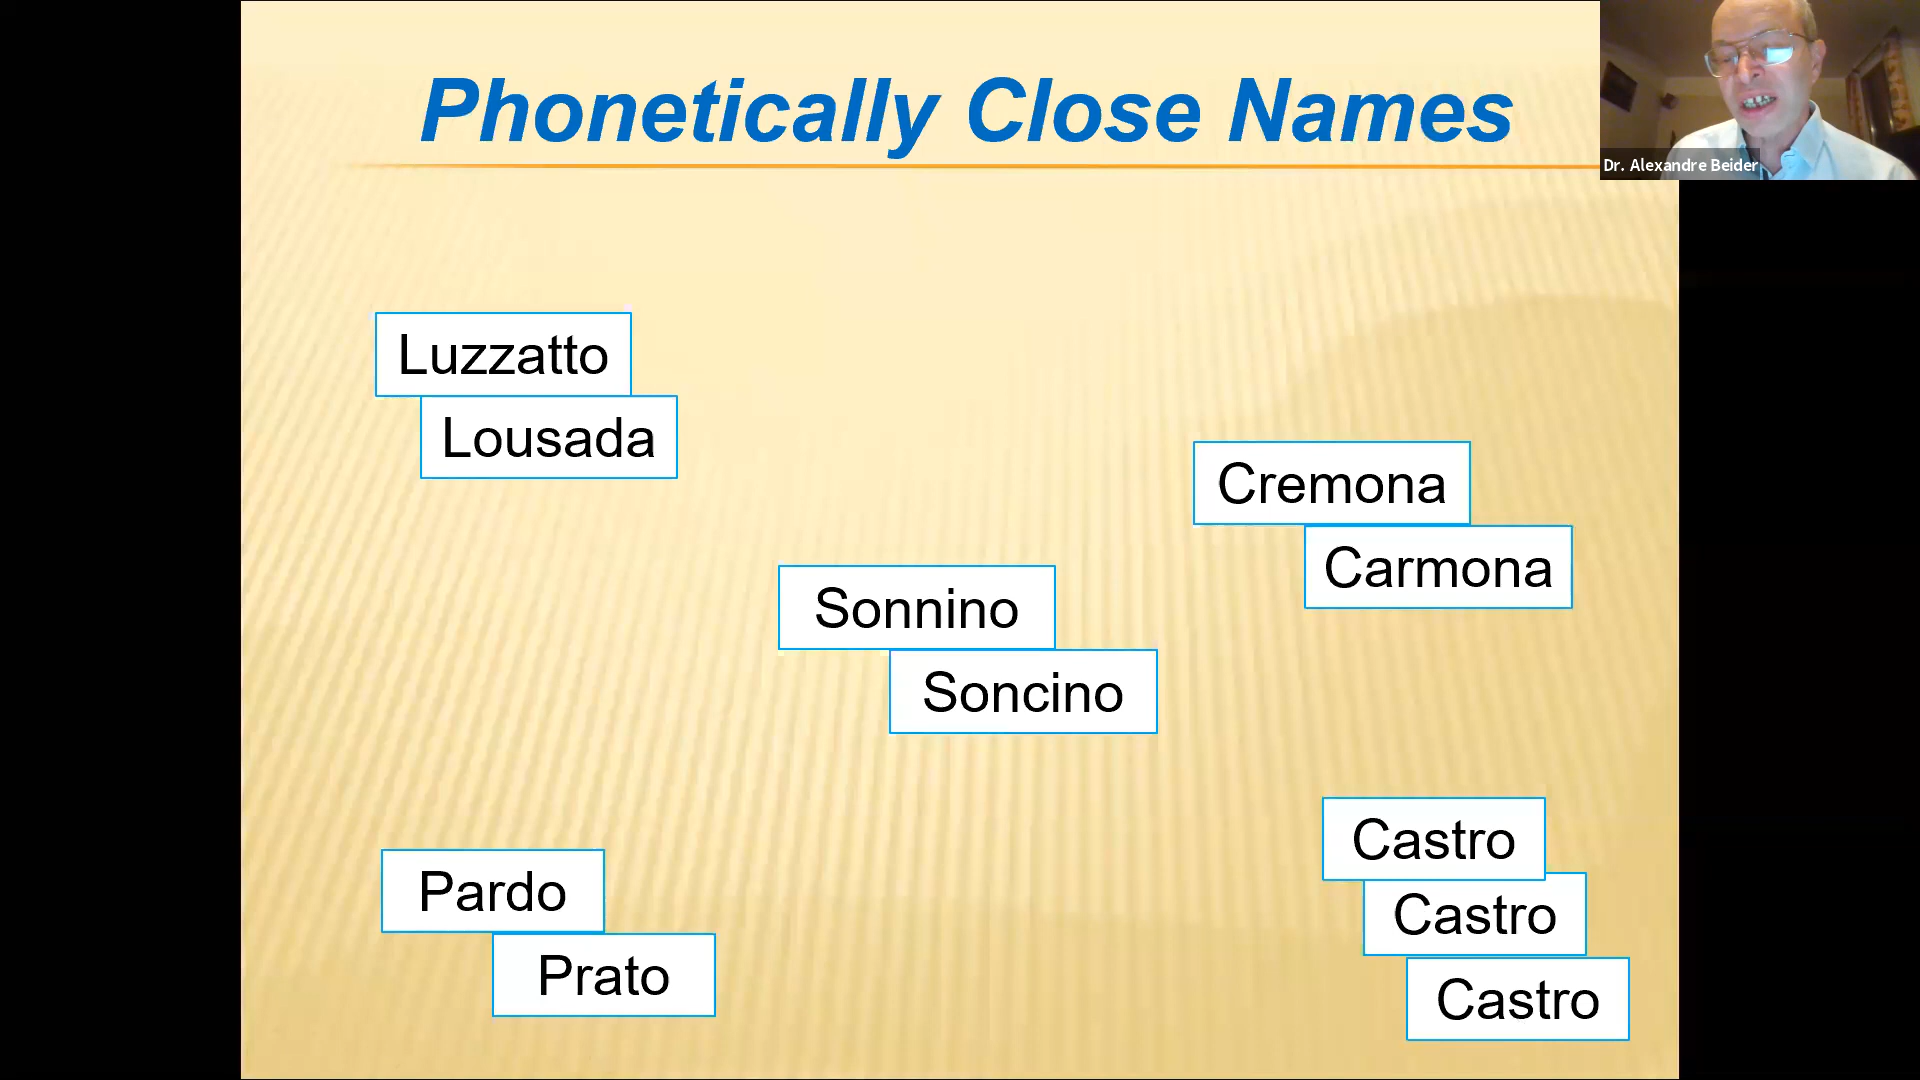 Phonetically Close Names
Dr. Alexandre Beider
Luzzatto
Lousada
Cremona
Carmona
Sonnino
Soncino
Castro
Castro
Castro
Pardo
Prato